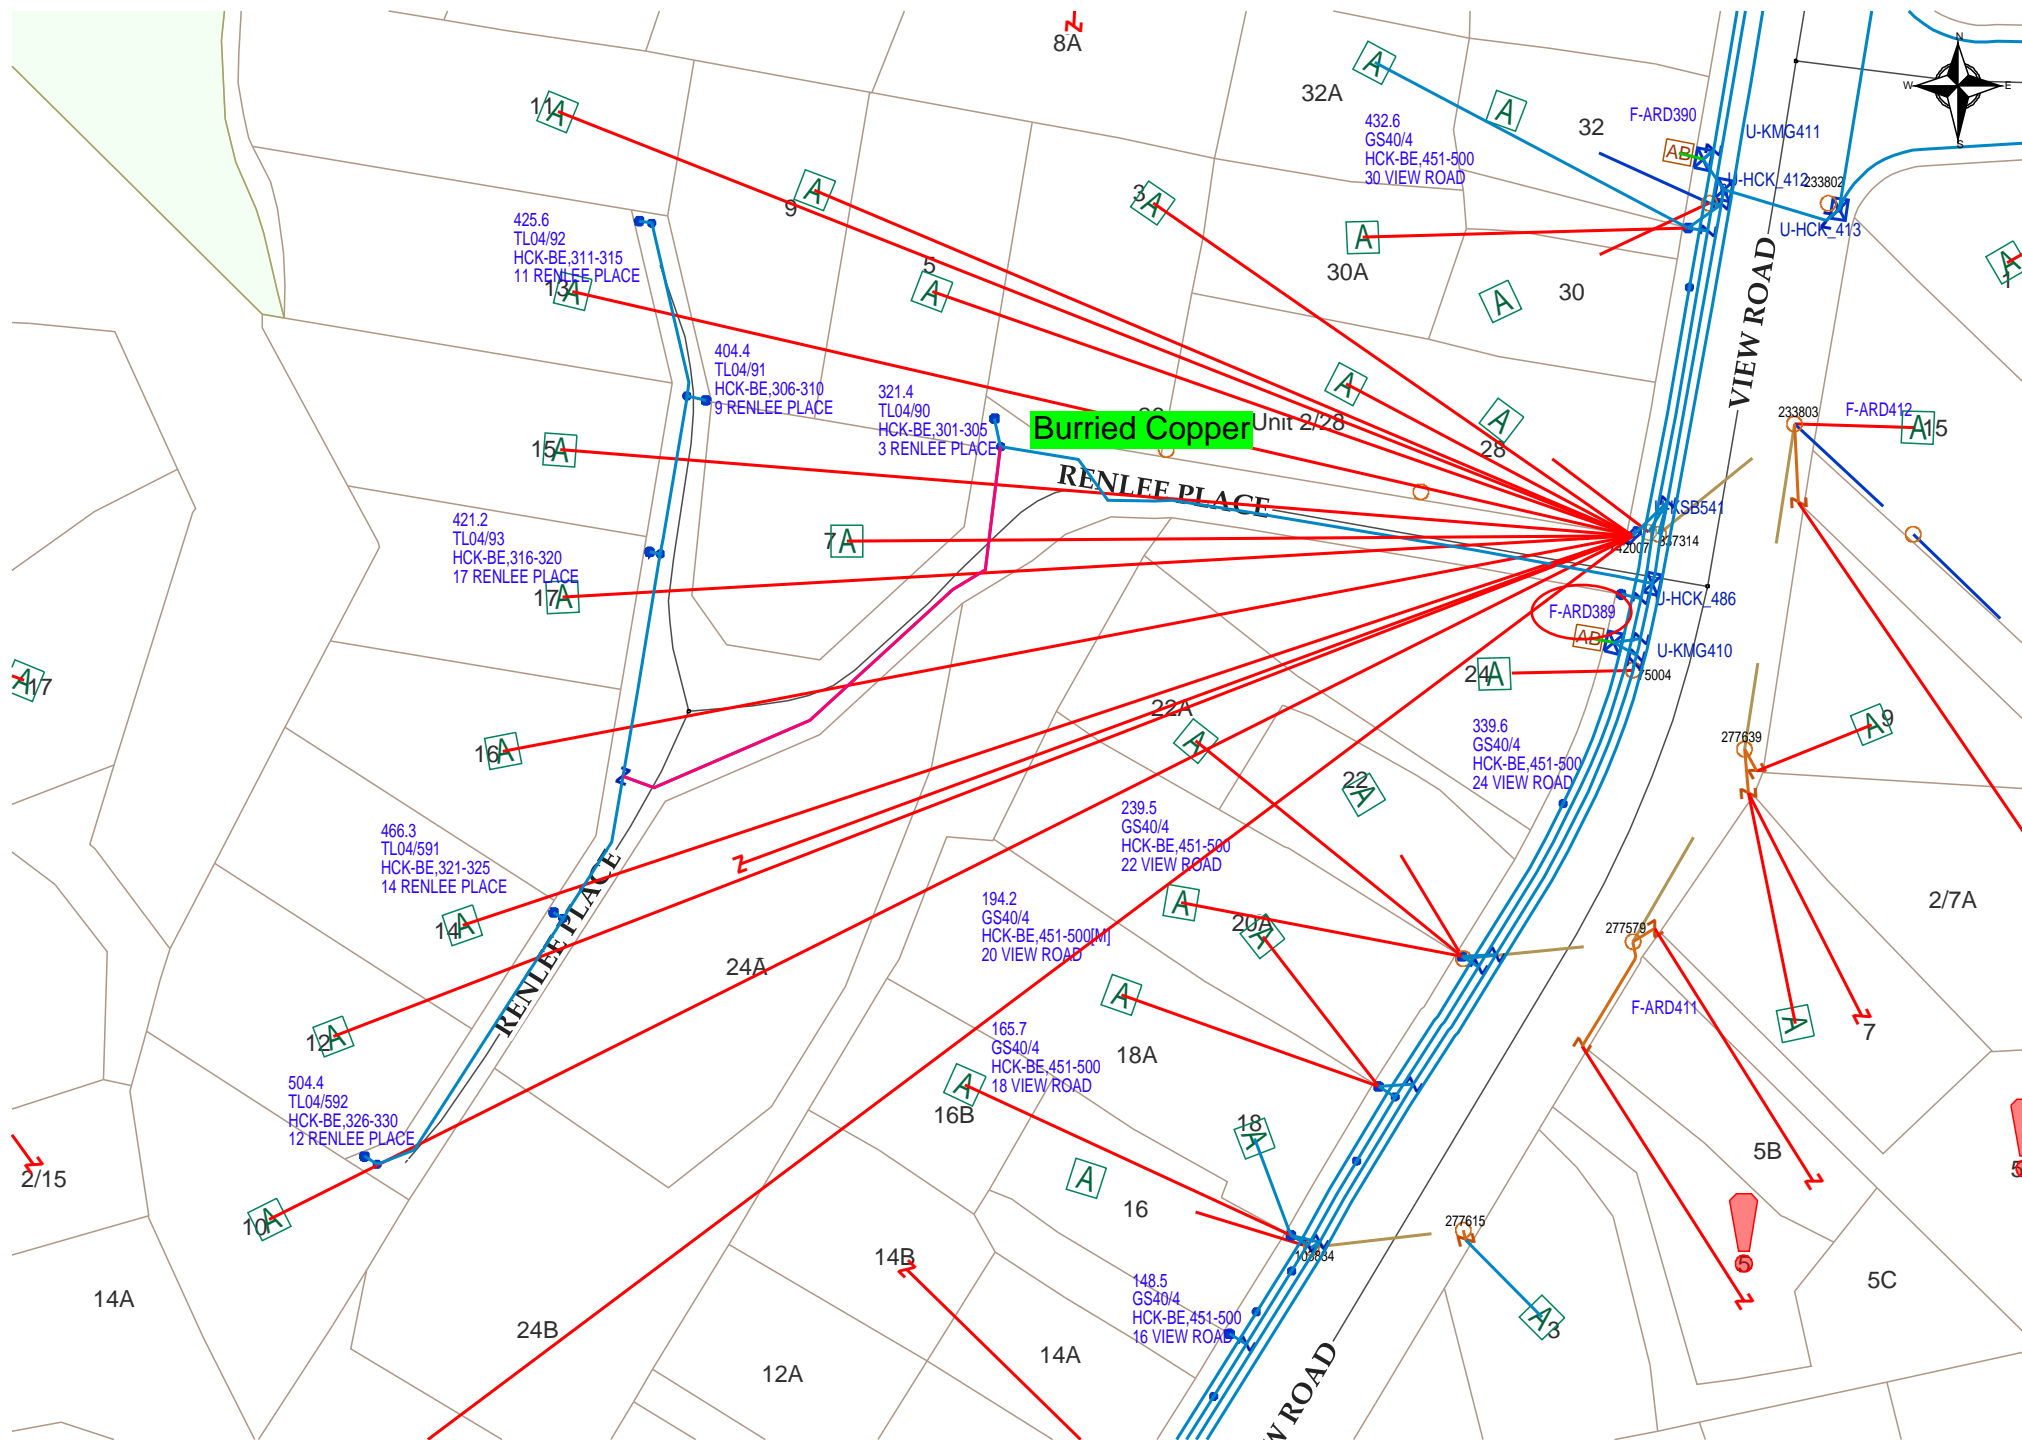 8A
N
W
E
S
11
A
A
32A
A
432.6
GS40/4
HCK-BE,451-500
30 VIEW ROAD
32
F-ARD390
AB
U-KMG411
U-HCK_412
233802
U-HCK_413
9
A
3
A
425.6
TL04/92
HCK-BE,311-315
11 RENLEE PLACE
13
A
5
A
A
30A
A
30
VIEW ROAD
A
1
404.4
TL04/91
HCK-BE,306-310
9 RENLEE PLACE
321.4
TL04/90
HCK-BE,301-305
3 RENLEE PLACE
Burried Copper
Unit 2/28
A
A
28
233803
F-ARD412
A
15
15
A
RENLEE PLACE
421.2
TL04/93
HCK-BE,316-320
17 RENLEE PLACE
7
A
U-KSB541
17
A
F-ARD389
AB
U-HCK_486
U-KMG410
24
A
75004
A
17
16
A
22A
A
22
A
339.6
GS40/4
HCK-BE,451-500
24 VIEW ROAD
277639
A
9
466.3
TL04/591
HCK-BE,321-325
14 RENLEE PLACE
239.5
GS40/4
HCK-BE,451-500
22 VIEW ROAD
194.2
GS40/4
HCK-BE,451-500[M]
20 VIEW ROAD
A
20A
A
277579
2/7A
14
A
RENLEE PLACE
24A
A
18A
F-ARD411
A
7
12
A
165.7
GS40/4
HCK-BE,451-500
18 VIEW ROAD
504.4
TL04/592
HCK-BE,326-330
12 RENLEE PLACE
A
16B
18
A
5B
2/15
A
16
10
A
277615
103834
14B
5
5C
148.5
GS40/4
HCK-BE,451-500
16 VIEW ROAD
14A
24B
12A
14A
A
3
W ROAD